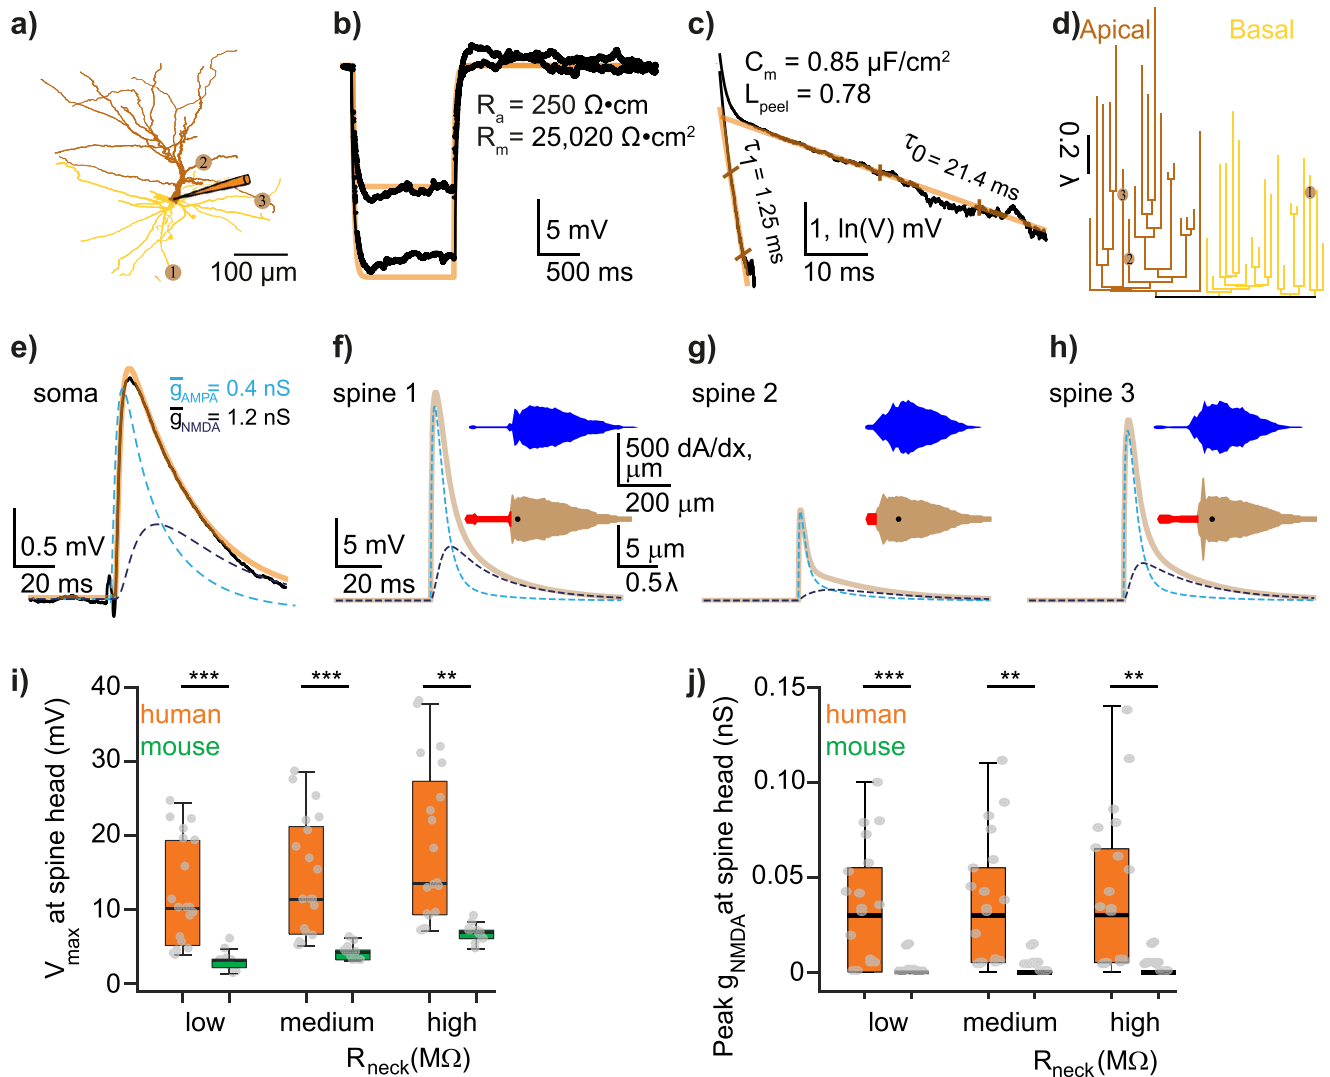 a)
2
3
1
100 µm
b)
R_a = 250 Ω•cm
R_m = 25,020 Ω•cm²
5 mV
500 ms
c)
C_m = 0.85 µF/cm²
L_peel = 0.78
τ_0 = 21.4 ms
τ_1 = 1.25 ms
1, ln(V) mV
10 ms
d)
Apical
Basal
0.2 λ
3
2
1
e)
soma
g_AMPA = 0.4 nS
g_NMDA = 1.2 nS
0.5 mV
20 ms
f)
spine 1
500 dA/dx,
µm
200 µm
5 mV
20 ms
5 µm
0.5λ
g)
spine 2
h)
spine 3
i)
V_max at spine head (mV)
40
30
20
10
0
***
***
**
human
mouse
low
medium
high
R_neck(MΩ)
j)
Peak g_NMDA at spine head (nS)
0.15
0.10
0.05
0
***
**
**
human
mouse
low
medium
high
R_neck(MΩ)